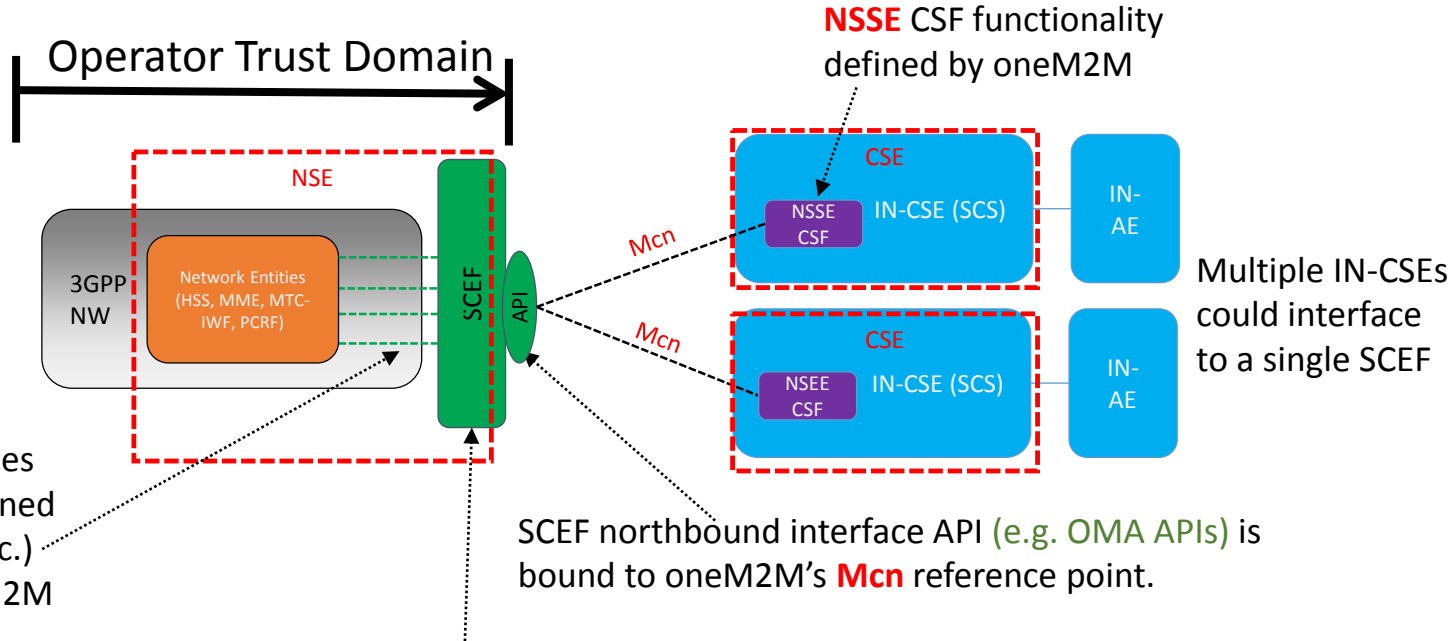 NSSE CSF functionality
defined by oneM2M
Operator Trust Domain
NSE
3GPP
NW
Network Entities
(HSS, MME, MTC-
IWF, PCRF)
SCEF
API
Mcn
Mcn
CSE
NSSE
CSF
IN-CSE (SCS)
IN-
AE
CSE
NSEE
CSF
IN-CSE (SCS)
IN-
AE
Multiple IN-CSEs
could interface
to a single SCEF
ces
ned
c.)
2M
SCEF northbound interface API (e.g. OMA APIs) is
bound to oneM2M’s Mcn reference point.